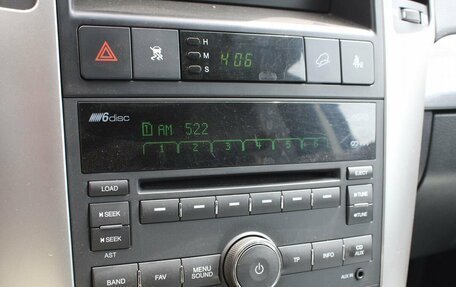 H
M 4:06
S
6disc
1 AM 522
1 2 3 4 5 6
LOAD
EJECT
SEEK
TUNE
SEEK
TUNE
AST
BAND FAV MENU SOUND TP INFO CD AUX
AUX IN